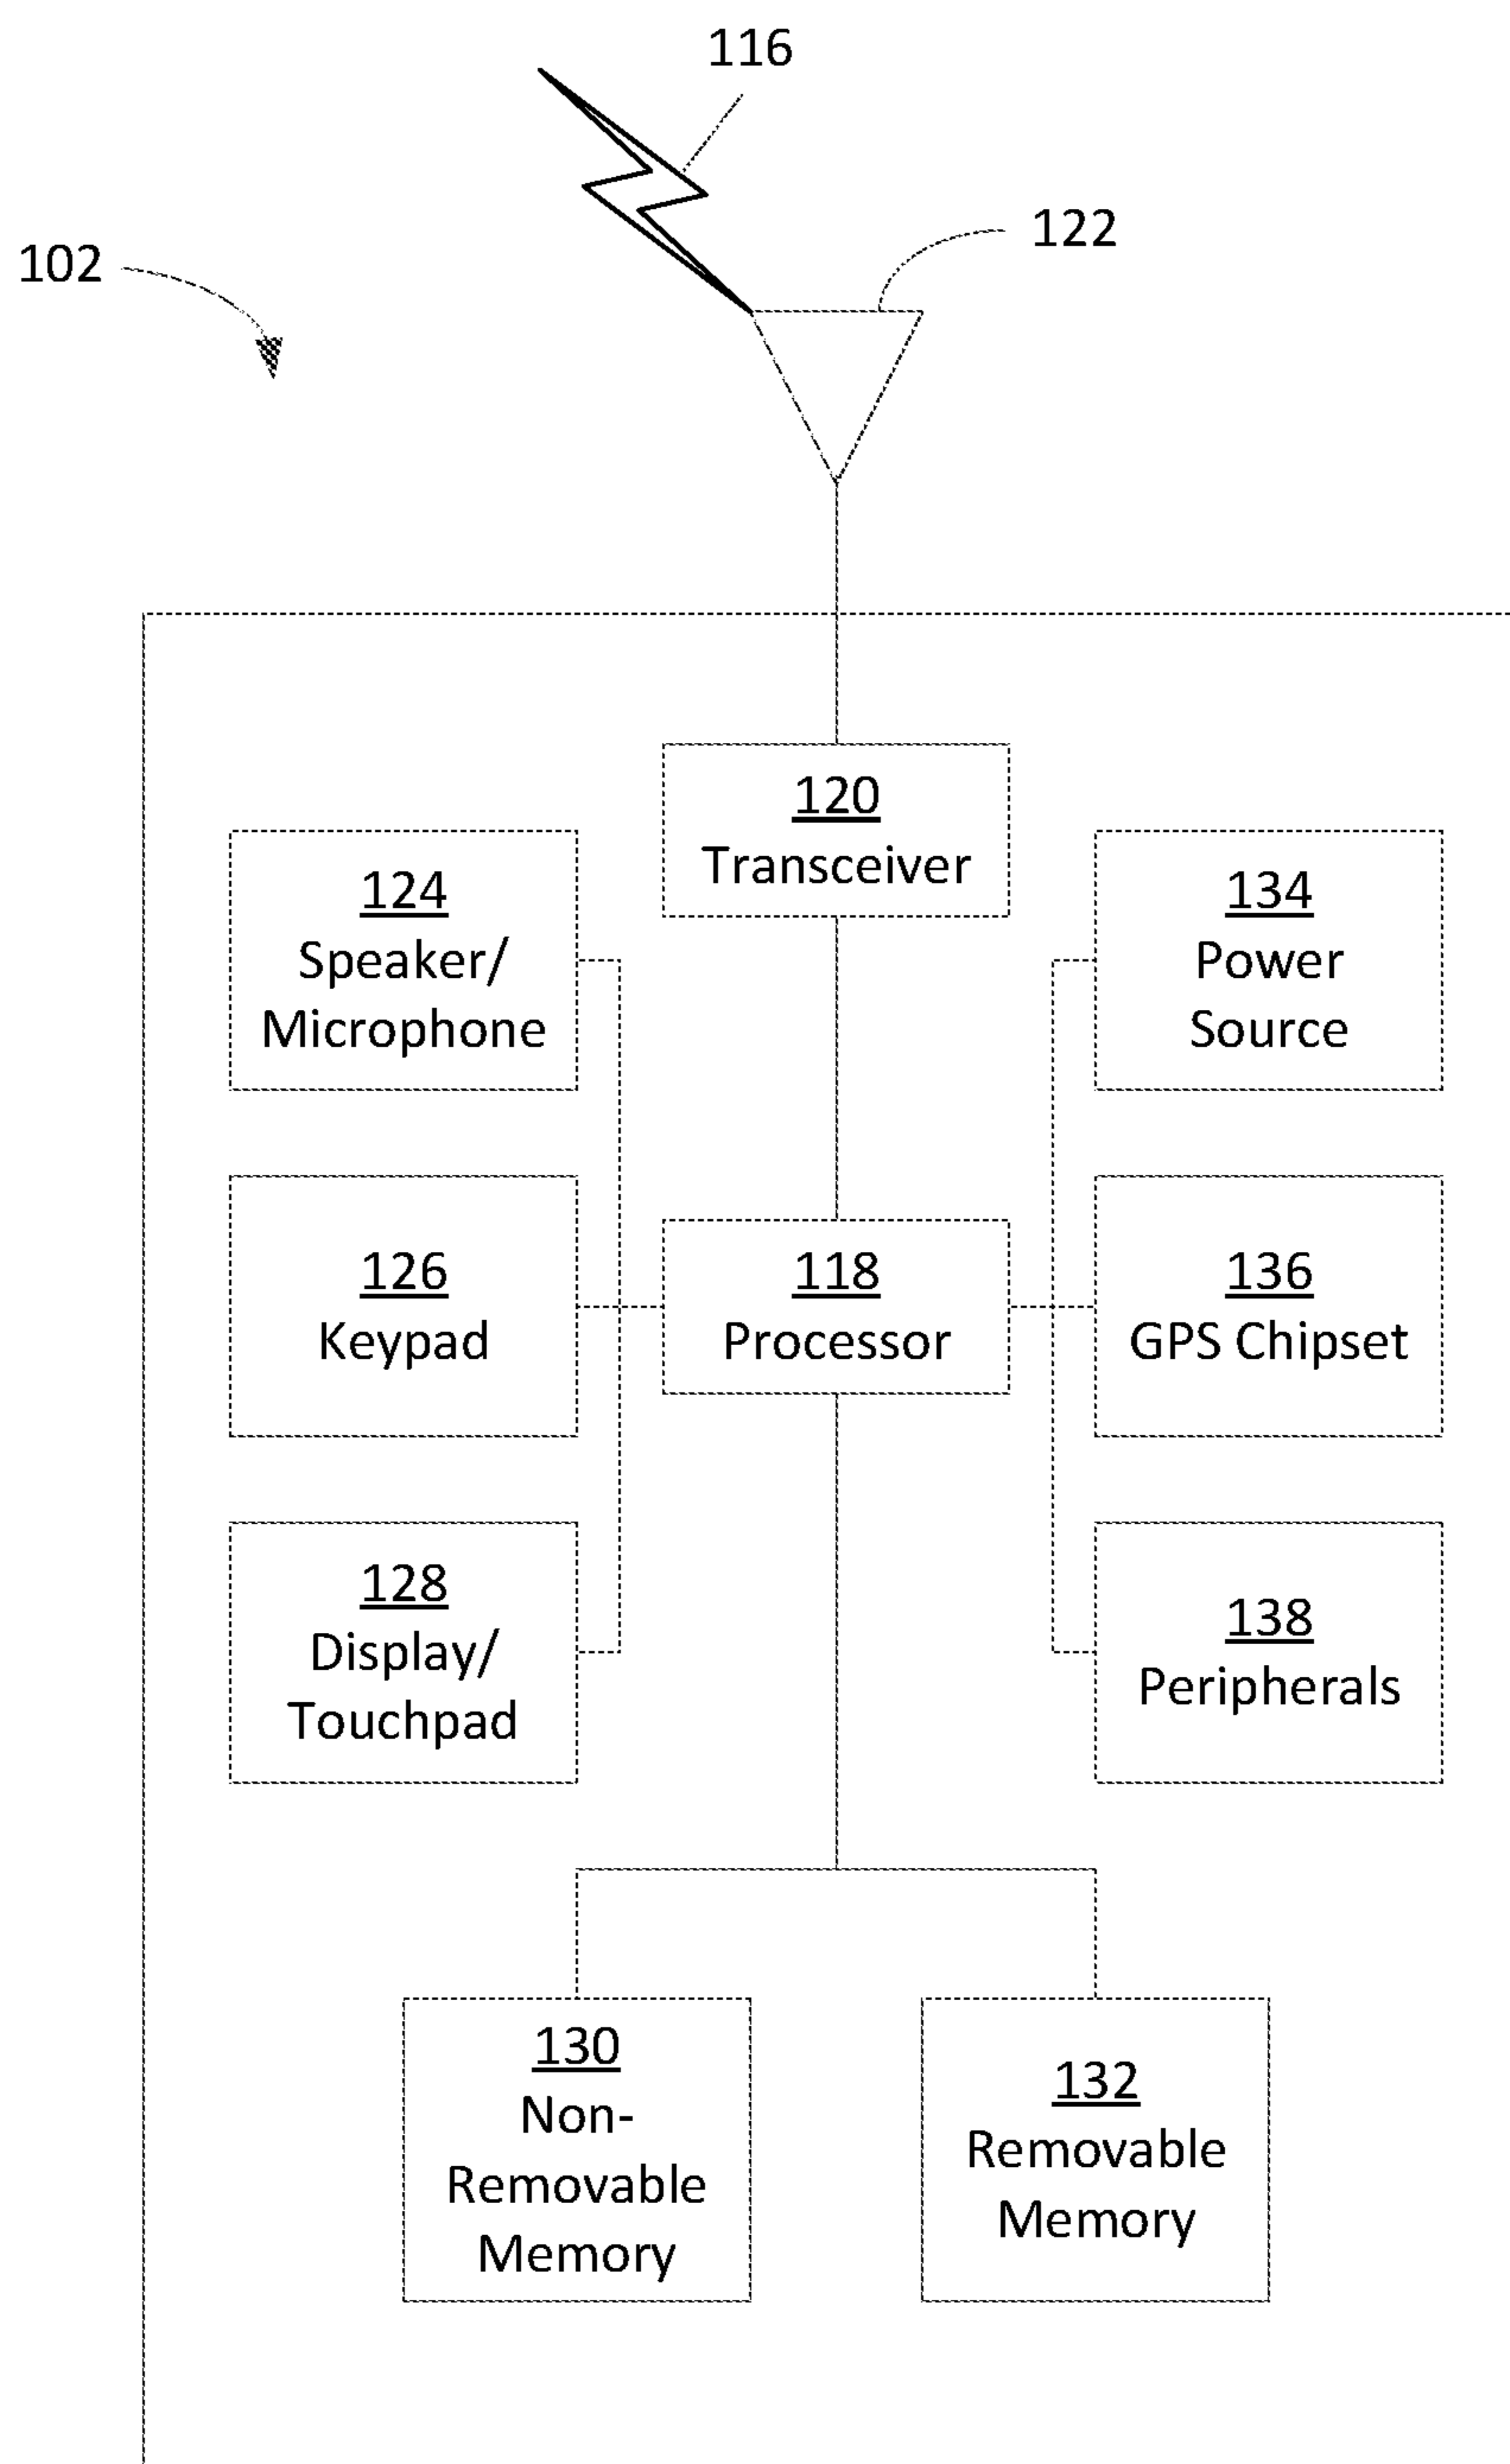 116
122
102
120
Transceiver
124
Speaker/
Microphone
134
Power
Source
126
Keypad
118
Processor
136
GPS Chipset
128
Display/
Touchpad
138
Peripherals
130
Non-
Removable
Memory
132
Removable
Memory